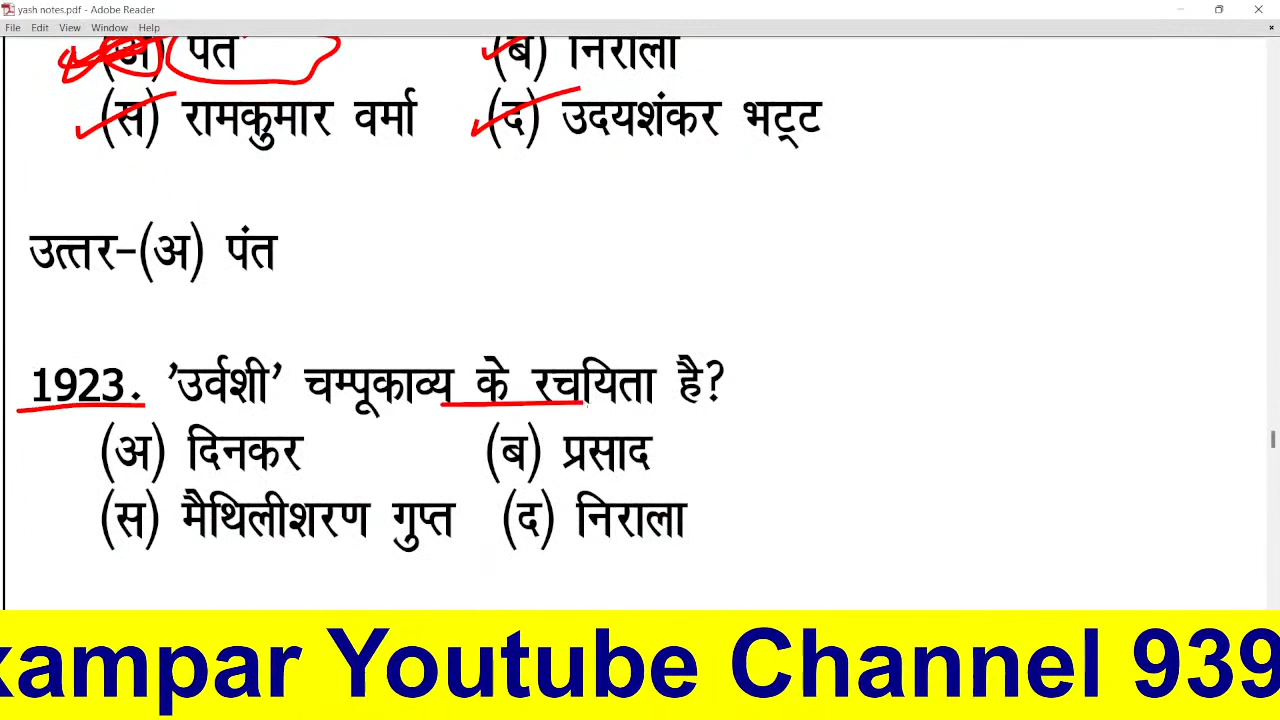 yash notes.pdf - Adobe Reader
File Edit View Window Help
(अ) पंत (ब) निराला
(स) रामकुमार वर्मा (द) उदयशंकर भट्‌ट
उत्तर-(अ) पंत
1923. 'उर्वशी' चम्पूकाव्य के रचयिता है?
(अ) दिनकर (ब) प्रसाद
(स) मैथिलीशरण गुप्त (द) निराला
xampar Youtube Channel 939